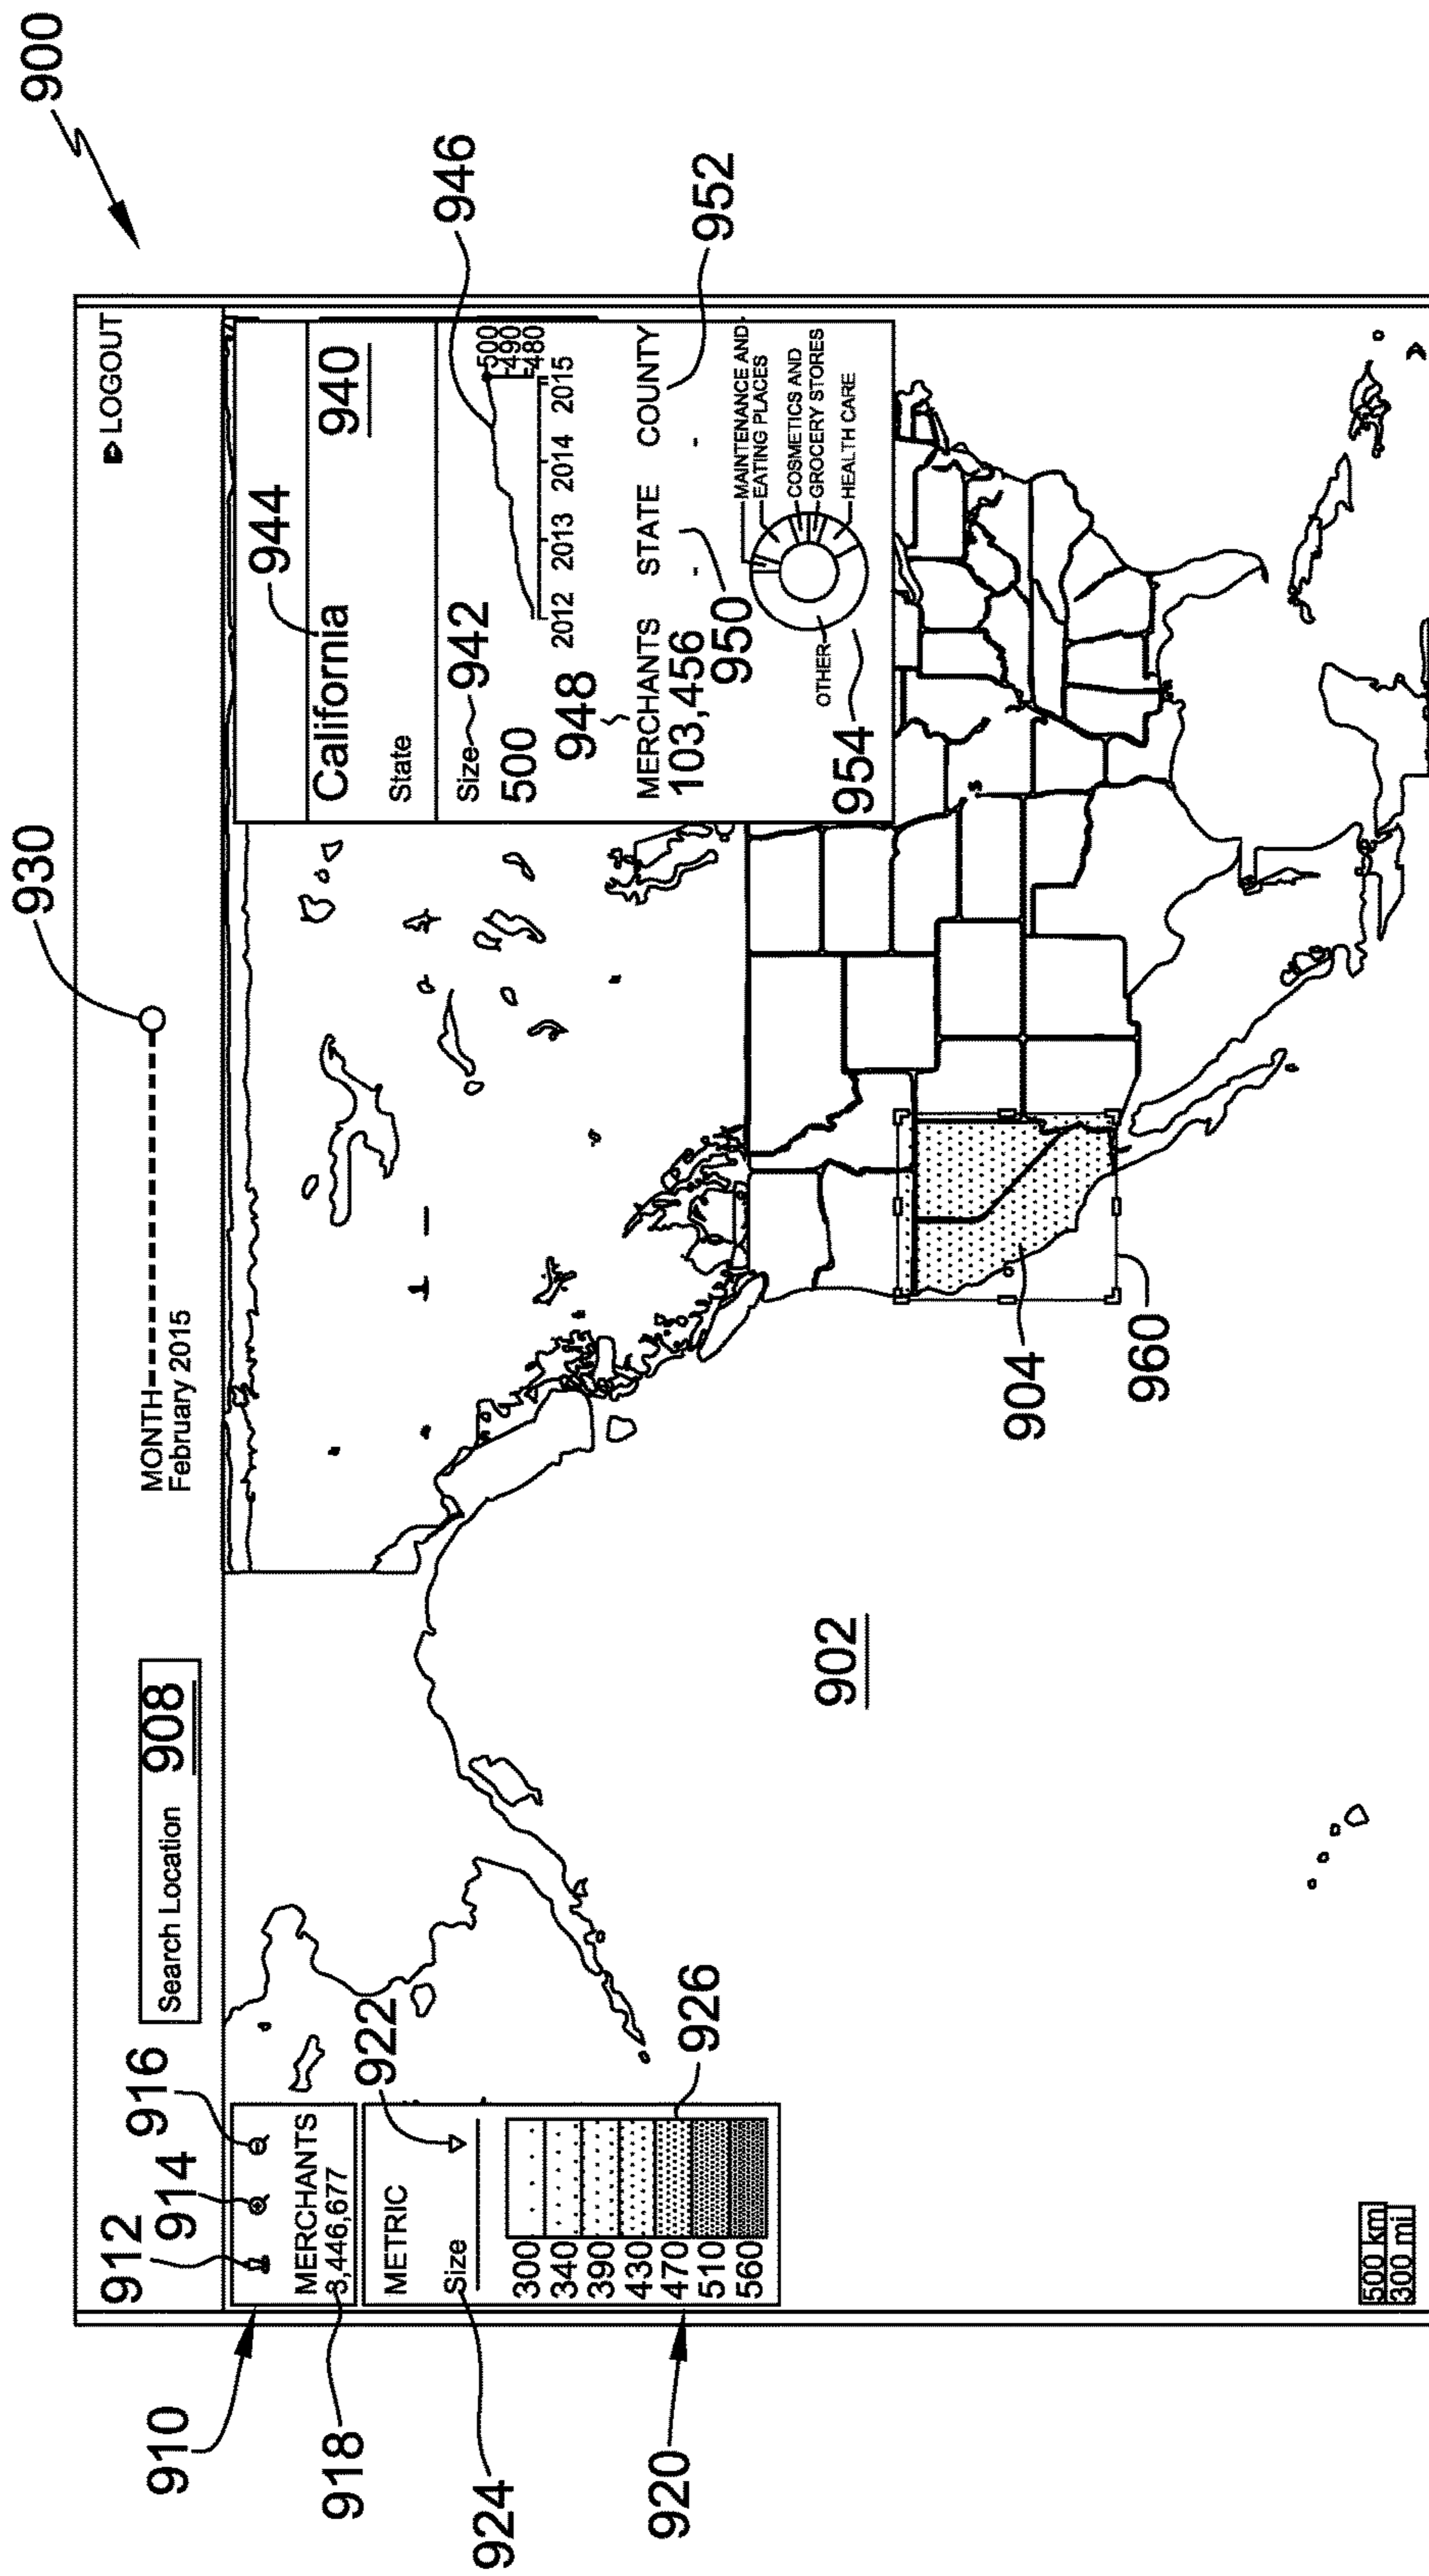 900
930
912
914
916
Search Location 908
MONTH
February 2015
LOGOUT
910
918
MERCHANTS
3,446,677
922
924
METRIC
Size
300
340
390
430
470
510
560
926
920
944
California
940
State
Size
942
500
946
500
490
480
2012 2013 2014 2015
948
MERCHANTS STATE COUNTY
103,456 - -
950
952
MAINTENANCE AND
EATING PLACES
COSMETICS AND
GROCERY STORES
HEALTH CARE
OTHER
954
902
904
960
500 km
300 mi